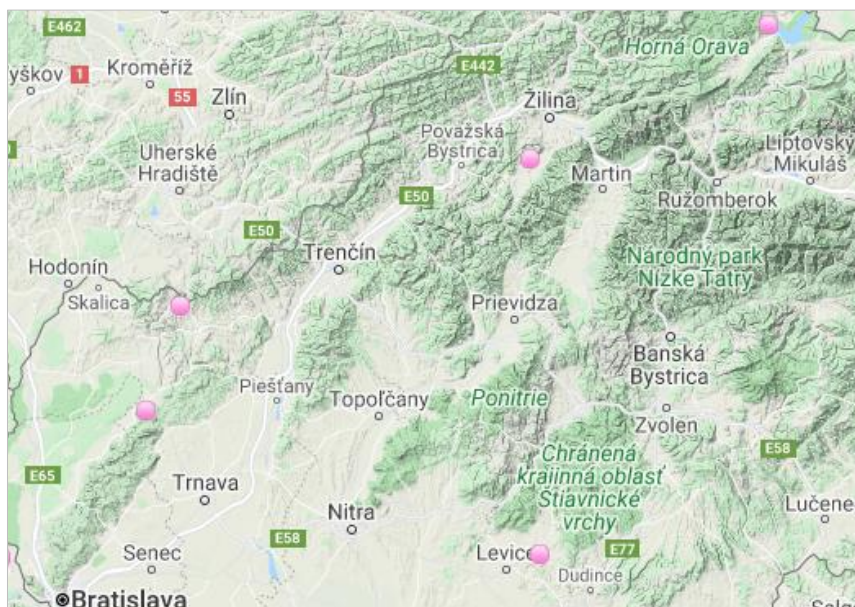 E462
Horná Orava
yškov
1
Kroměříž
E442
55
Zlín
Žilina
Považská
Bystrica
Liptovský
Mikuláš
Uherské
Hradiště
Martin
Ružomberok
E50
E50
Trenčín
Narodny park
Nizke Tatry
Hodonín
Skalica
Prievidza
Banská
Bystrica
Piešťany
Topoľčany
Ponitrie
Zvolen
E58
Chránená
krajinná oblasť
Štiavnické
vrchy
E65
Trnava
Lučene
Nitra
E58
E77
Senec
Levice
Dudince
Bratislava